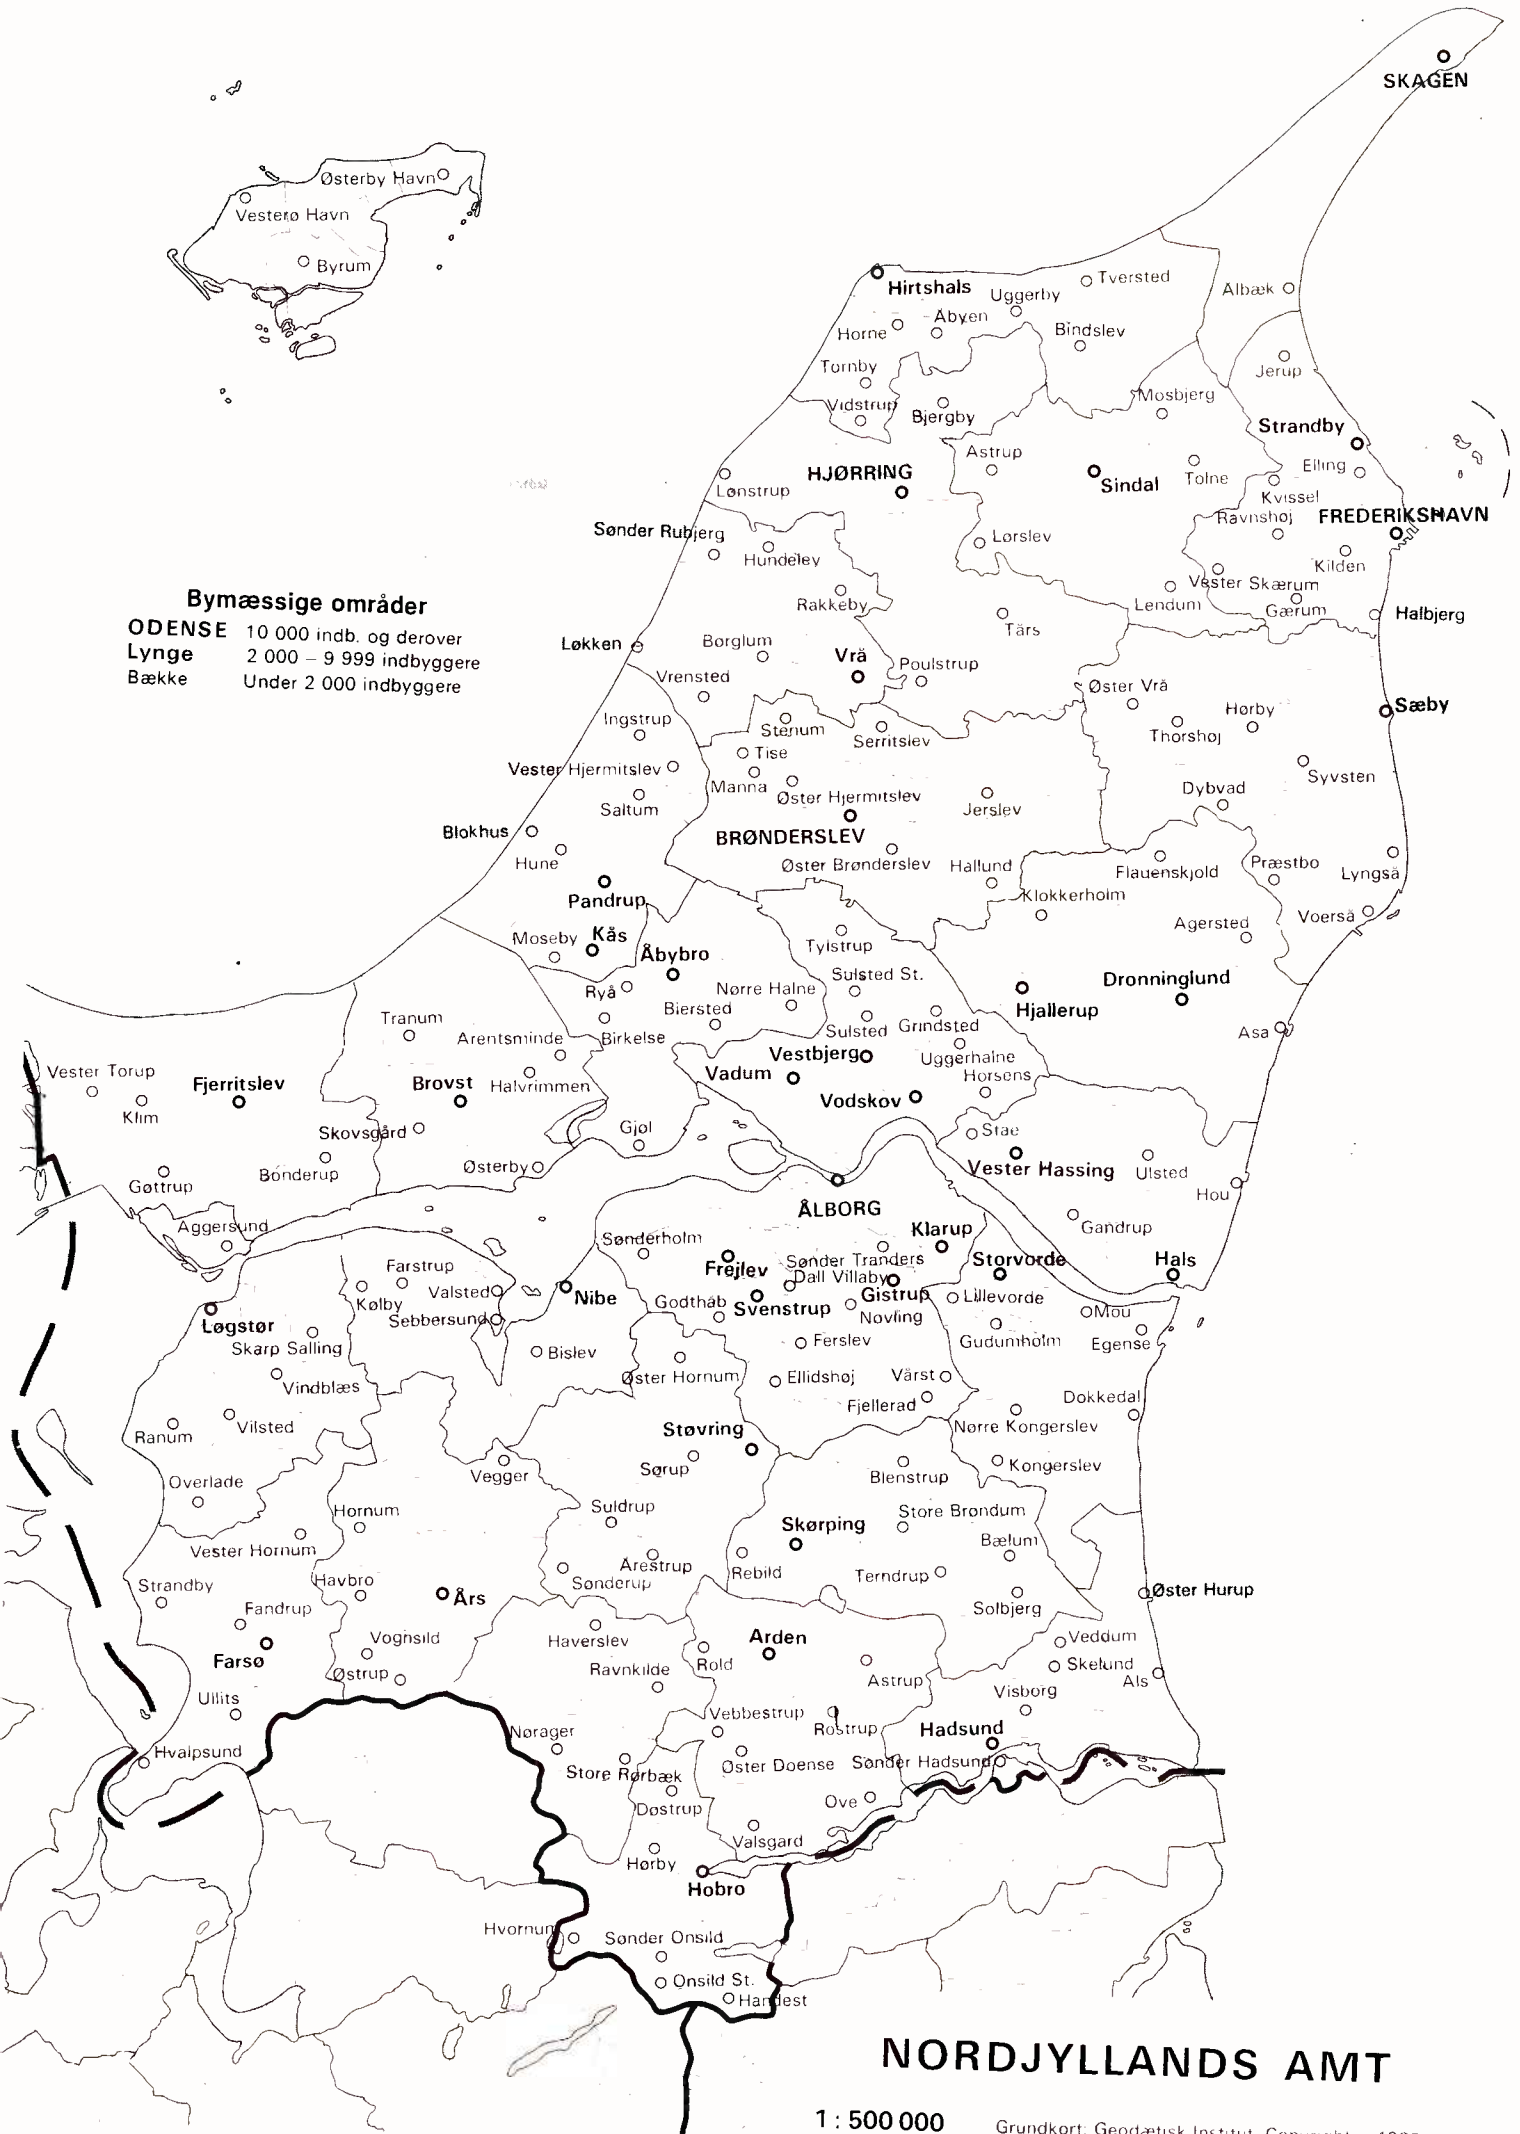 SKAGEN
Østerby Havn
Vesterø Havn
Byrum
Hirtshals
Tversted
Uggerby
Albæk
Horne
Åbyen
Bindslev
Tornby
Jerup
Vidstrup
Bjergby
Mosbjerg
Strandby
Astrup
HJØRRING
Sindal
Tolne
Elling
Lønstrup
Kvissel
Ravnshøj
FREDERIKSHAVN
Sønder Rubjerg
Hundelev
Lørslev
Kilden
Vester Skærum
Bymæssige områder
ODENSE 10 000 indb. og derover
Lynge 2 000 – 9 999 indbyggere
Bække Under 2 000 indbyggere
Rakkeby
Lendum
Gærum
Halbjerg
Tårs
Løkken
Børglum
Vrå
Poulstrup
Vrensted
Øster Vrå
Sæby
Ingstrup
Stenum
Serritslev
Hørby
Thorshøj
Tise
Vester Hjermitslev
Manna
Øster Hjermitslev
Syvsten
Saltum
Jerslev
Dybvad
Blokhus
BRØNDERSLEV
Hune
Øster Brønderslev
Hallund
Flauenskjold
Præstbo
Lyngså
Pandrup
Klokkerholm
Moseby
Kås
Agersted
Voerså
Åbybro
Tylstrup
Sulsted St.
Dronninglund
Ryå
Nørre Halne
Hjallerup
Biersted
Tranum
Arentsminde
Birkelse
Sulsted
Grindsted
Asa
Vestbjerg
Uggerhalne
Vester Torup
Fjerritslev
Brovst
Halvrimmen
Vadum
Horsens
Klim
Vodskov
Skovsgård
Gjøl
Stae
Bonderup
Østerby
Vester Hassing
Ulsted
Gøttrup
Hou
ÅLBORG
Aggersund
Klarup
Gandrup
Sønderholm
Farstrup
Frejlev
Sønder Tranders
Storvorde
Hals
Dall Villaby
Valsted
Nibe
Gistrup
Lillevorde
Kølby
Godthåb
Svenstrup
Mou
Løgstør
Sebbersund
Nøvling
Skarp Salling
Ferslev
Gudumholm
Egense
Bislev
Vindblæs
Øster Hornum
Ellidshøj
Vårst
Fjellerad
Dokkedal
Ranum
Vilsted
Støvring
Nørre Kongerslev
Vegger
Sørup
Blenstrup
Kongerslev
Overlade
Hornum
Suldrup
Store Brøndum
Skørping
Vester Hornum
Bælum
Strandby
Havbro
Årestrup
Rebild
Terndrup
Sønderup
Års
Øster Hurup
Fandrup
Solbjerg
Voghsild
Haverslev
Arden
Veddum
Farsø
Østrup
Ravnkilde
Rold
Astrup
Skelund
Als
Ullits
Visborg
Vebbestrup
Nørager
Rostrup
Hadsund
Hvalpsund
Store Rørbæk
Øster Doense
Sønder Hadsund
Døstrup
Ove
Valsgård
Hørby
Hobro
Hvornum
Sønder Onsild
Onsild St.
Handest
NORDJYLLANDS AMT
1 : 500 000
Grundkort: Geodætisk Institut. Copyright